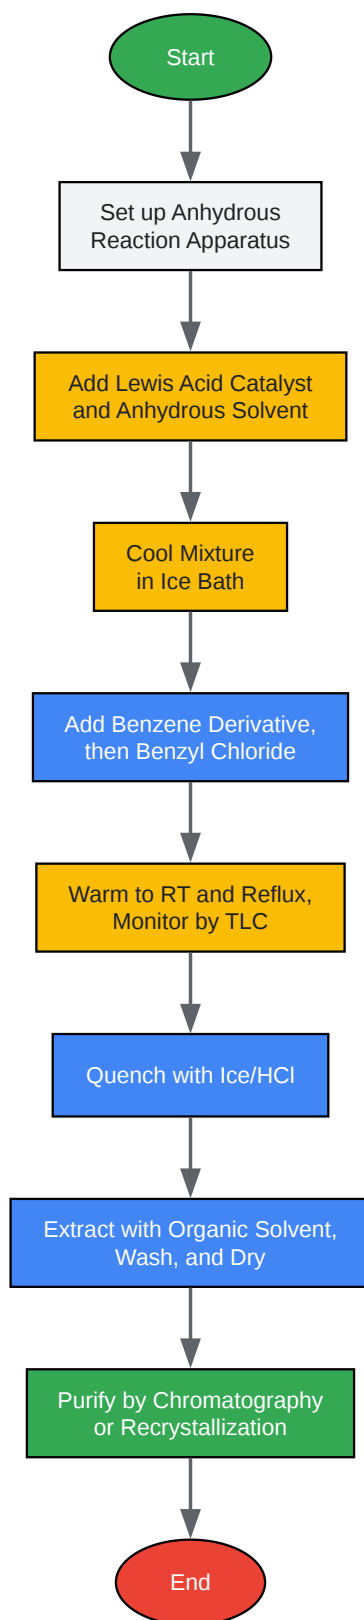 Start
Set up Anhydrous
Reaction Apparatus
Add Lewis Acid Catalyst
and Anhydrous Solvent
Cool Mixture
in Ice Bath
Add Benzene Derivative,
then Benzyl Chloride
Warm to RT and Reflux,
Monitor by TLC
Quench with Ice/HCl
Extract with Organic Solvent,
Wash, and Dry
Purify by Chromatography
or Recrystallization
End